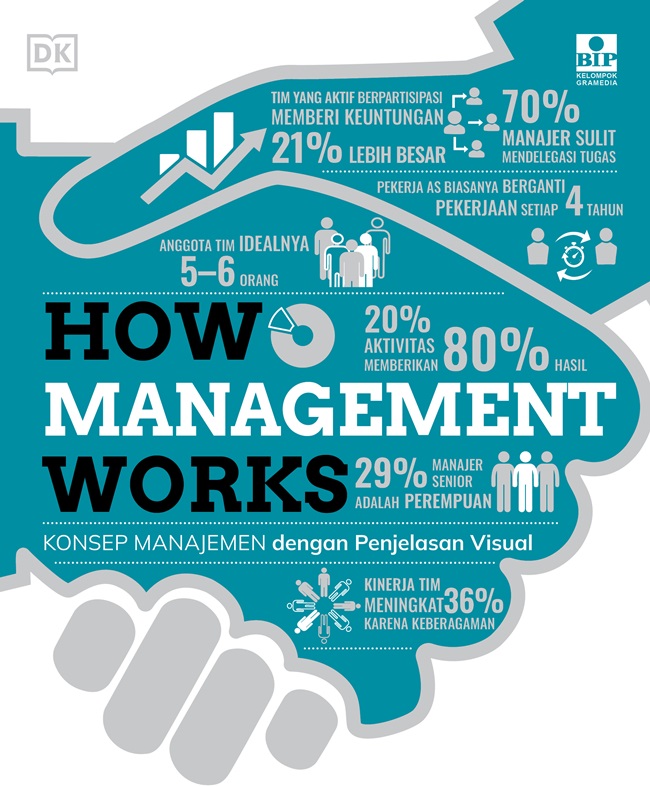 DK
BIP
KELOMPOK
GRAMEDIA
TIM YANG AKTIF BERPARTISIPASI
MEMBERI KEUNTUNGAN
21% LEBIH BESAR
70%
MANAJER SULIT
MENDELEGASI TUGAS
PEKERJA AS BIASANYA BERGANTI
PEKERJAAN SETIAP 4 TAHUN
ANGGOTA TIM IDEALNYA
5–6 ORANG
HOW
20%
AKTIVITAS
MEMBERIKAN 80% HASIL
MANAGEMENT
WORKS
29% MANAJER
SENIOR
ADALAH PEREMPUAN
KONSEP MANAJEMEN dengan Penjelasan Visual
KINERJA TIM
MENINGKAT 36%
KARENA KEBERAGAMAN